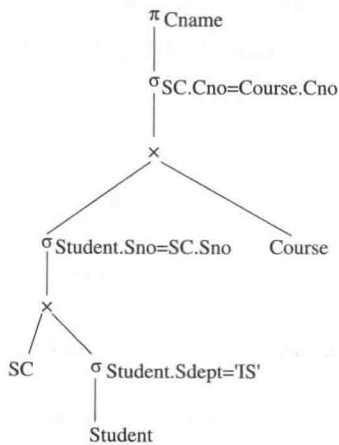 π Cname
σ SC.Cno=Course.Cno
×
σ Student.Sno=SC.Sno
Course
×
SC
σ Student.Sdept='IS'
Student